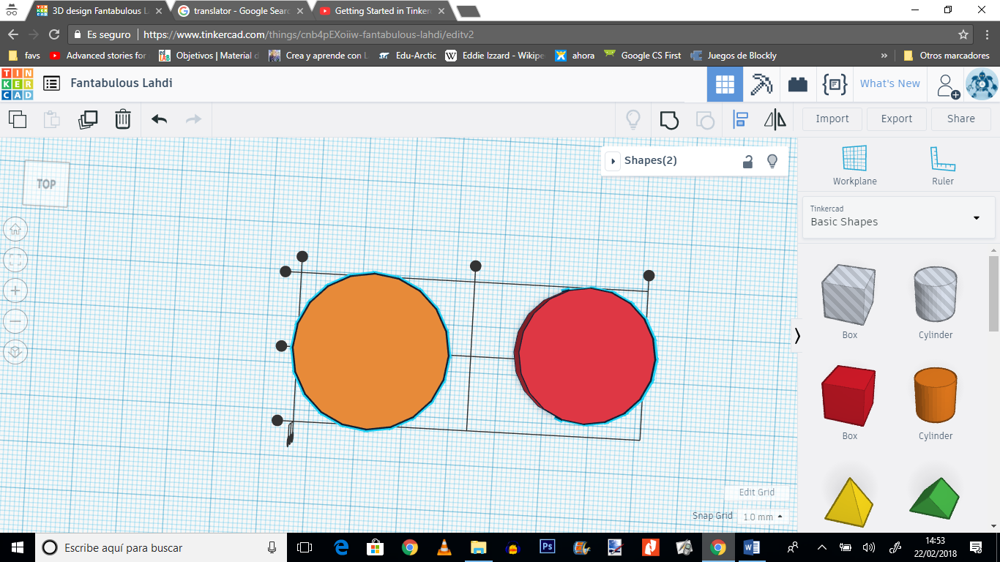 3D design Fantabulous L
translator - Google Sear
Getting Started in Tinker
Es seguro
https://www.tinkercad.com/things/cnb4pEXoiiw-fantabulous-lahdi/editv2
favs
Advanced stories for
Objetivos | Material d
Crea y aprende con L
Edu-Arctic
W
Eddie Izzard - Wikipe
ahora
Google CS First
Juegos de Blockly
»
Otros marcadores
TIN
KER
CAD
Fantabulous Lahdi
What's New
Import
Export
Share
Shapes(2)
TOP
Workplane
Ruler
Tinkercad
Basic Shapes
Box
Cylinder
Box
Cylinder
Edit Grid
Snap Grid
1.0 mm
Escribe aquí para buscar
Ps
14:53
22/02/2018